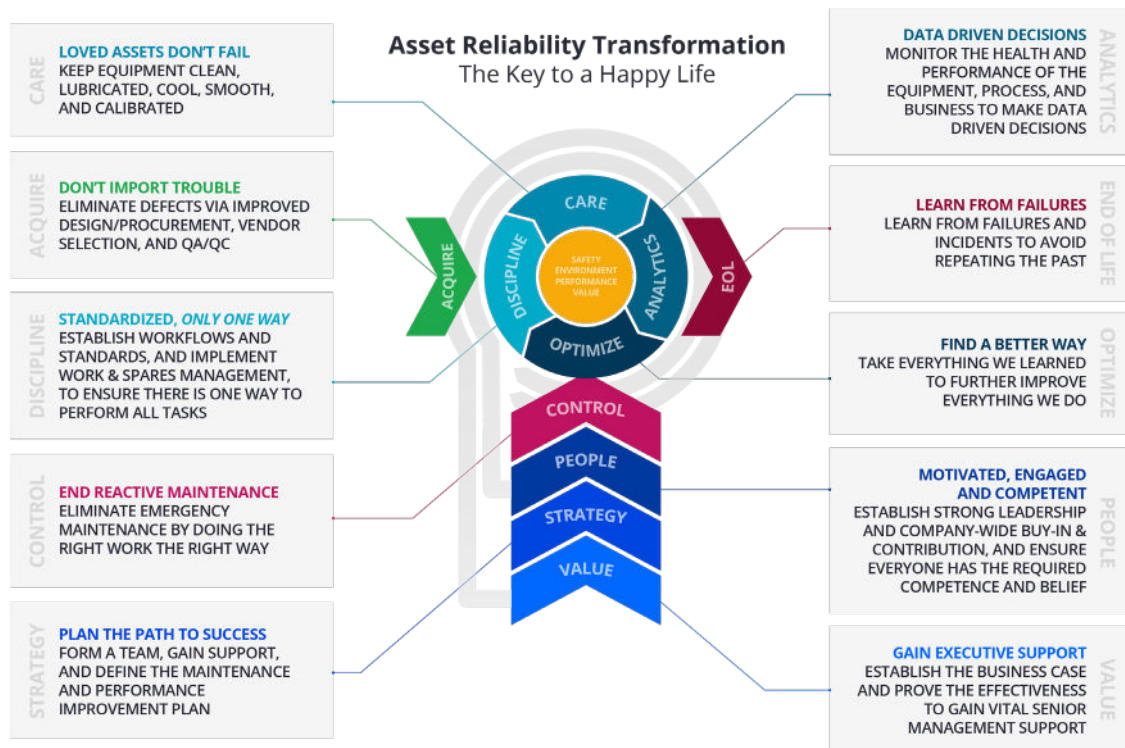 Asset Reliability Transformation
The Key to a Happy Life
CARE
LOVED ASSETS DON'T FAIL
KEEP EQUIPMENT CLEAN,
LUBRICATED, COOL, SMOOTH,
AND CALIBRATED
ACQUIRE
DON'T IMPORT TROUBLE
ELIMINATE DEFECTS VIA IMPROVED
DESIGN/PROCUREMENT, VENDOR
SELECTION, AND QA/QC
DISCIPLINE
STANDARDIZED, ONLY ONE WAY
ESTABLISH WORKFLOWS AND
STANDARDS, AND IMPLEMENT
WORK & SPARES MANAGEMENT,
TO ENSURE THERE IS ONE WAY TO
PERFORM ALL TASKS
CONTROL
END REACTIVE MAINTENANCE
ELIMINATE EMERGENCY
MAINTENANCE BY DOING THE
RIGHT WORK THE RIGHT WAY
STRATEGY
PLAN THE PATH TO SUCCESS
FORM A TEAM, GAIN SUPPORT,
AND DEFINE THE MAINTENANCE
AND PERFORMANCE
IMPROVEMENT PLAN
ACQUIRE
CARE
DISCIPLINE
ANALYTICS
OPTIMIZE
SAFETY
ENVIRONMENT
PERFORMANCE
VALUE
EOL
CONTROL
PEOPLE
STRATEGY
VALUE
DATA DRIVEN DECISIONS
MONITOR THE HEALTH AND
PERFORMANCE OF THE
EQUIPMENT, PROCESS, AND
BUSINESS TO MAKE DATA
DRIVEN DECISIONS
ANALYTICS
LEARN FROM FAILURES
LEARN FROM FAILURES AND
INCIDENTS TO AVOID
REPEATING THE PAST
END OF LIFE
FIND A BETTER WAY
TAKE EVERYTHING WE LEARNED
TO FURTHER IMPROVE
EVERYTHING WE DO
OPTIMIZE
MOTIVATED, ENGAGED
AND COMPETENT
ESTABLISH STRONG LEADERSHIP
AND COMPANY-WIDE BUY-IN &
CONTRIBUTION, AND ENSURE
EVERYONE HAS THE REQUIRED
COMPETENCE AND BELIEF
PEOPLE
GAIN EXECUTIVE SUPPORT
ESTABLISH THE BUSINESS CASE
AND PROVE THE EFFECTIVENESS
TO GAIN VITAL SENIOR
MANAGEMENT SUPPORT
VALUE